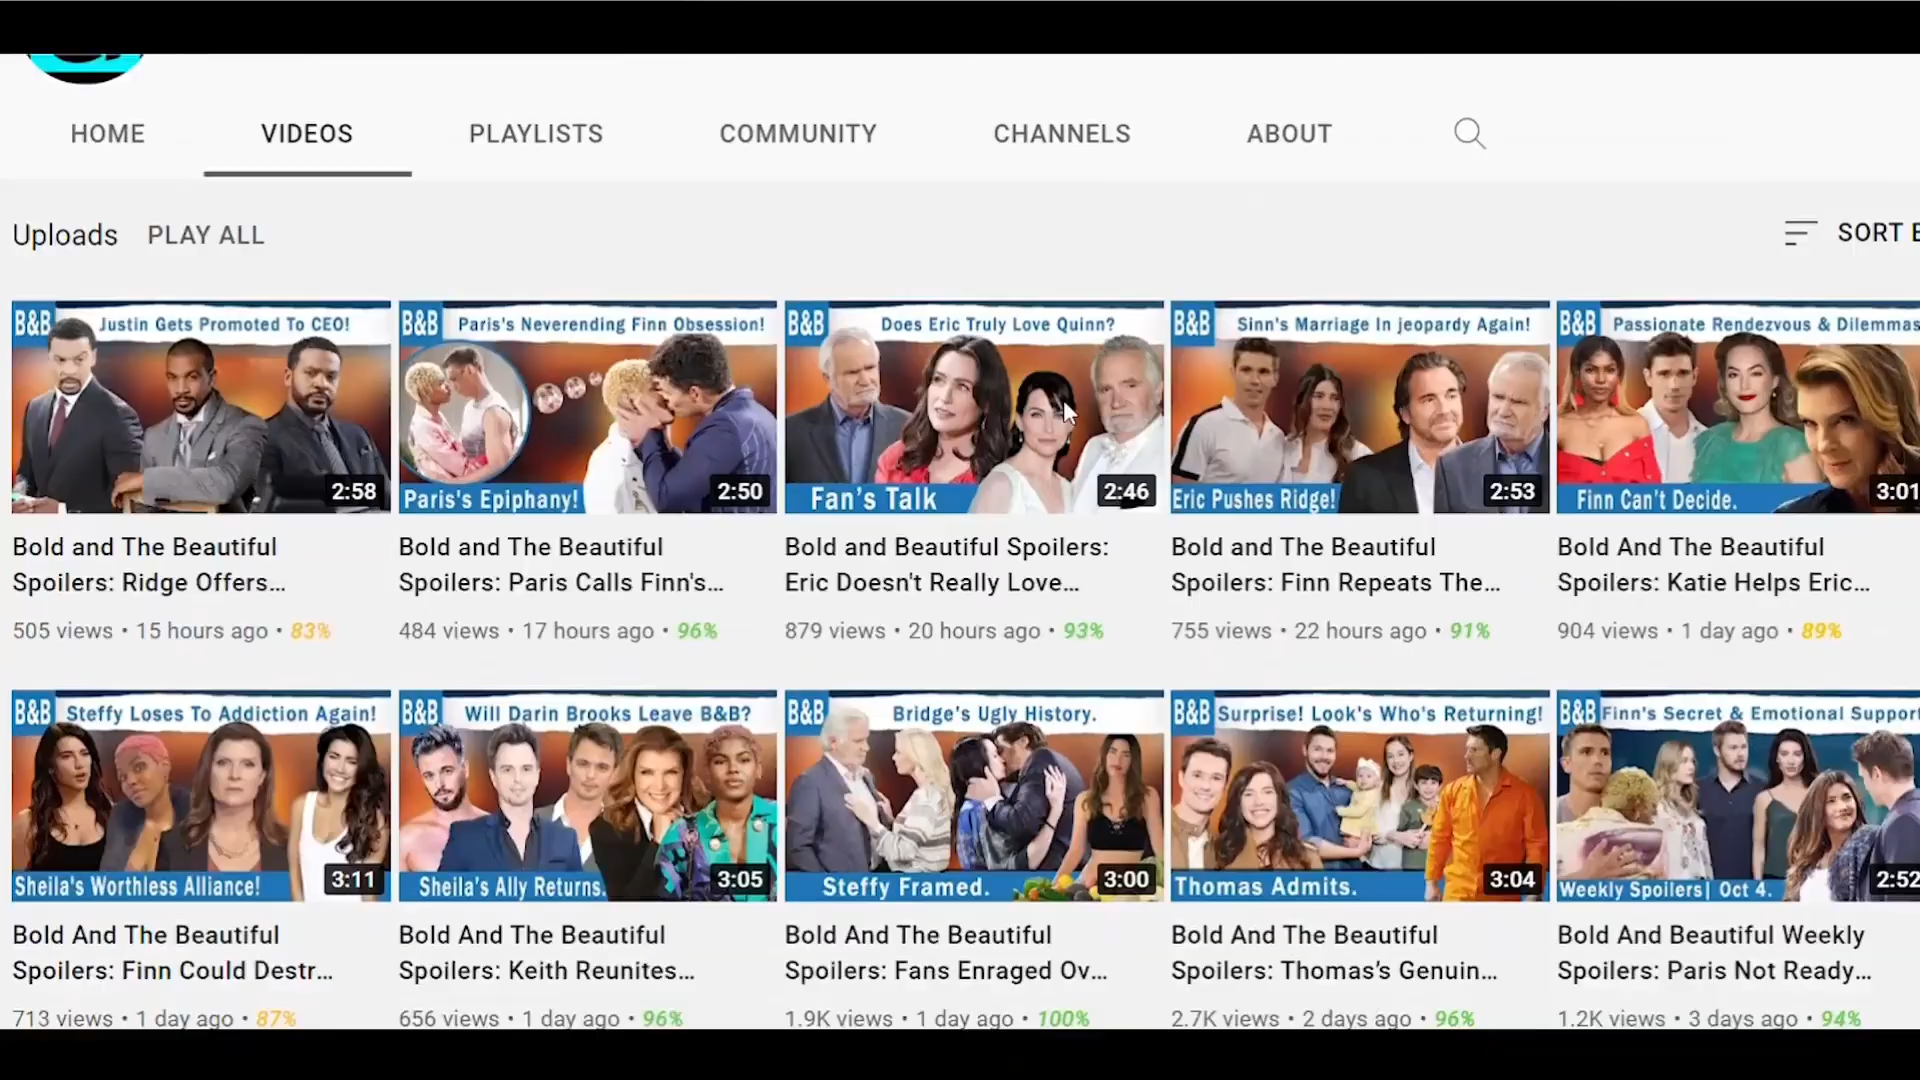 HOME VIDEOS PLAYLISTS COMMUNITY CHANNELS ABOUT
Uploads PLAY ALL
SORT
B&B Justin Gets Promoted To CEO!
2:58
Bold and The Beautiful
Spoilers: Ridge Offers...
505 views • 15 hours ago • 83%
B&B Paris's Neverending Finn Obsession!
Paris's Epiphany!
2:50
Bold and The Beautiful
Spoilers: Paris Calls Finn's...
484 views • 17 hours ago • 96%
B&B Does Eric Truly Love Quinn?
Fan's Talk
2:46
Bold and Beautiful Spoilers:
Eric Doesn't Really Love...
879 views • 20 hours ago • 93%
B&B Sinn's Marriage In jeopardy Again!
Eric Pushes Ridge!
2:53
Bold and The Beautiful
Spoilers: Finn Repeats The...
755 views • 22 hours ago • 91%
B&B Passionate Rendezvous & Dilemmas
Finn Can't Decide.
3:01
Bold And The Beautiful
Spoilers: Katie Helps Eric...
904 views • 1 day ago • 89%
B&B Steffy Loses To Addiction Again!
Sheila's Worthless Alliance!
3:11
Bold And The Beautiful
Spoilers: Finn Could Destr...
713 views • 1 day ago • 87%
B&B Will Darin Brooks Leave B&B?
Sheila's Ally Returns.
3:05
Bold And The Beautiful
Spoilers: Keith Reunites...
656 views • 1 day ago • 96%
B&B Bridge's Ugly History.
Steffy Framed.
3:00
Bold And The Beautiful
Spoilers: Fans Enraged Ov...
1.9K views • 1 day ago • 100%
B&B Surprise! Look's Who's Returning!
Thomas Admits.
3:04
Bold And The Beautiful
Spoilers: Thomas’s Genuin...
2.7K views • 2 days ago • 96%
B&B Finn's Secret & Emotional Support
Weekly Spoilers| Oct 4.
2:52
Bold And Beautiful Weekly
Spoilers: Paris Not Ready...
1.2K views • 3 days ago • 94%